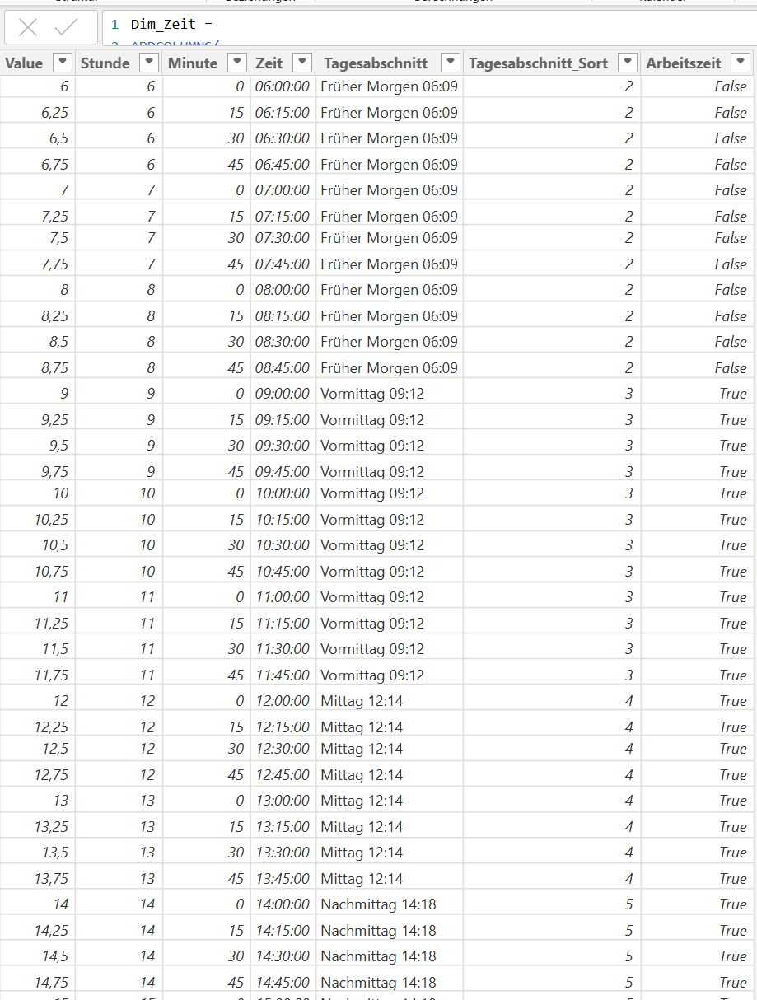 1 Dim_Zeit =
Value Stunde Minute Zeit Tagesabschnitt Tagesabschnitt_Sort Arbeitszeit
6 6 0 06:00:00 Früher Morgen 06:09 2 False
6,25 6 15 06:15:00 Früher Morgen 06:09 2 False
6,5 6 30 06:30:00 Früher Morgen 06:09 2 False
6,75 6 45 06:45:00 Früher Morgen 06:09 2 False
7 7 0 07:00:00 Früher Morgen 06:09 2 False
7,25 7 15 07:15:00 Früher Morgen 06:09 2 False
7,5 7 30 07:30:00 Früher Morgen 06:09 2 False
7,75 7 45 07:45:00 Früher Morgen 06:09 2 False
8 8 0 08:00:00 Früher Morgen 06:09 2 False
8,25 8 15 08:15:00 Früher Morgen 06:09 2 False
8,5 8 30 08:30:00 Früher Morgen 06:09 2 False
8,75 8 45 08:45:00 Früher Morgen 06:09 2 False
9 9 0 09:00:00 Vormittag 09:12 3 True
9,25 9 15 09:15:00 Vormittag 09:12 3 True
9,5 9 30 09:30:00 Vormittag 09:12 3 True
9,75 9 45 09:45:00 Vormittag 09:12 3 True
10 10 0 10:00:00 Vormittag 09:12 3 True
10,25 10 15 10:15:00 Vormittag 09:12 3 True
10,5 10 30 10:30:00 Vormittag 09:12 3 True
10,75 10 45 10:45:00 Vormittag 09:12 3 True
11 11 0 11:00:00 Vormittag 09:12 3 True
11,25 11 15 11:15:00 Vormittag 09:12 3 True
11,5 11 30 11:30:00 Vormittag 09:12 3 True
11,75 11 45 11:45:00 Vormittag 09:12 3 True
12 12 0 12:00:00 Mittag 12:14 4 True
12,25 12 15 12:15:00 Mittag 12:14 4 True
12,5 12 30 12:30:00 Mittag 12:14 4 True
12,75 12 45 12:45:00 Mittag 12:14 4 True
13 13 0 13:00:00 Mittag 12:14 4 True
13,25 13 15 13:15:00 Mittag 12:14 4 True
13,5 13 30 13:30:00 Mittag 12:14 4 True
13,75 13 45 13:45:00 Mittag 12:14 4 True
14 14 0 14:00:00 Nachmittag 14:18 5 True
14,25 14 15 14:15:00 Nachmittag 14:18 5 True
14,5 14 30 14:30:00 Nachmittag 14:18 5 True
14,75 14 45 14:45:00 Nachmittag 14:18 5 True